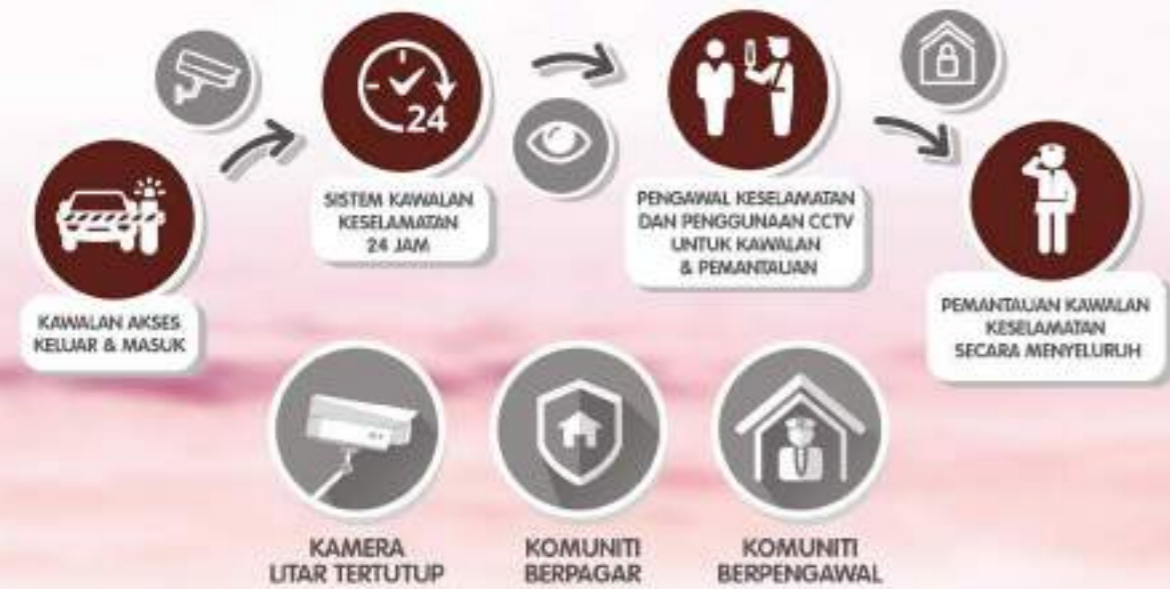 24
SISTEM KAWALAN
KESELAMATAN
24 JAM
PENGAWAL KESELAMATAN
DAN PENGGUNAAN CCTV
UNTUK KAWALAN
& PEMANTAUAN
KAWALAN AKSES
KELUAR & MASUK
PEMANTAUAN KAWALAN
KESELAMATAN
SECARA MENYELURUH
KAMERA
LITAR TERTUTUP
KOMUNITI
BERPAGAR
KOMUNITI
BERPENGAWAL